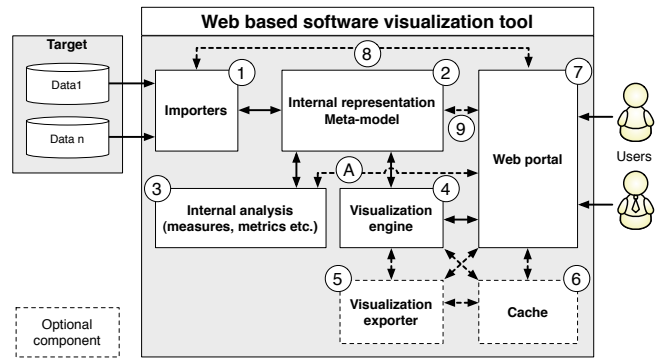 Web based software visualization tool
Target
Data1
Data n
8
1
Importers
2
Internal representation
Meta-model
9
7
Web portal
Users
A
3
Internal analysis
(measures, metrics etc.)
4
Visualization
engine
5
Visualization
exporter
6
Cache
Optional
component